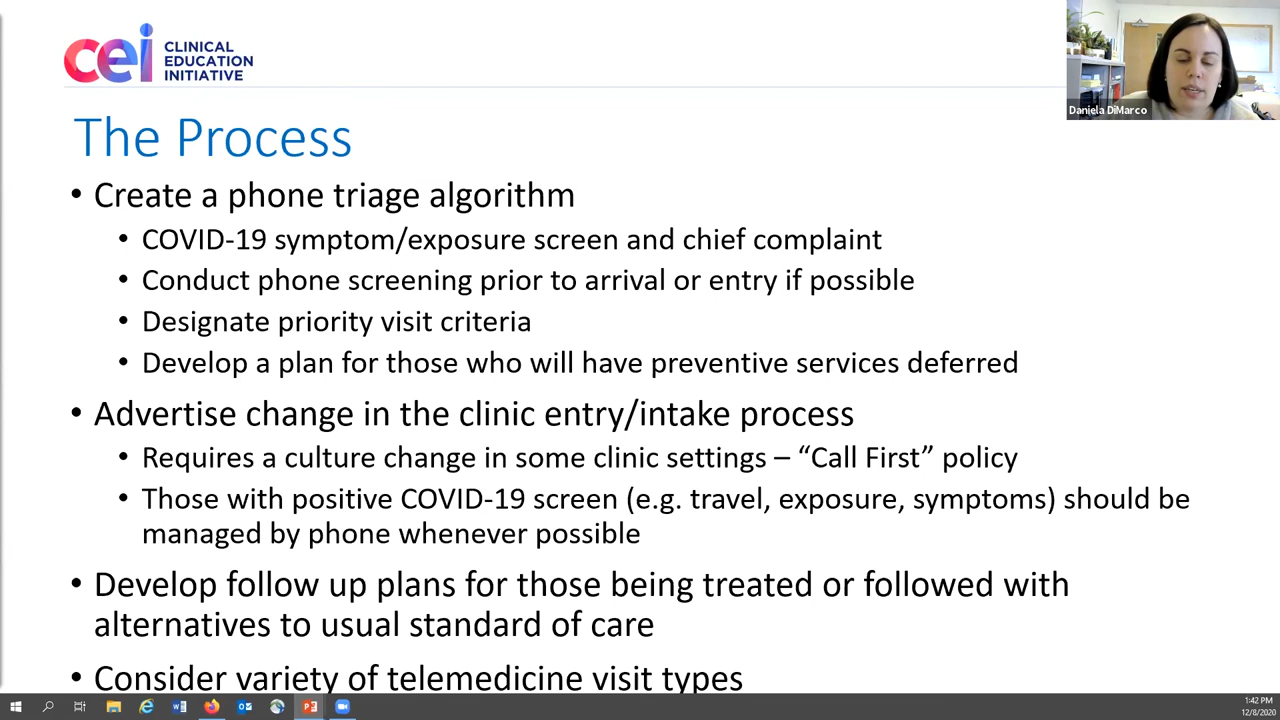 cei CLINICAL
EDUCATION
INITIATIVE
Daniela DiMarco
The Process
• Create a phone triage algorithm
• COVID-19 symptom/exposure screen and chief complaint
• Conduct phone screening prior to arrival or entry if possible
• Designate priority visit criteria
• Develop a plan for those who will have preventive services deferred
• Advertise change in the clinic entry/intake process
• Requires a culture change in some clinic settings – “Call First” policy
• Those with positive COVID-19 screen (e.g. travel, exposure, symptoms) should be
managed by phone whenever possible
• Develop follow up plans for those being treated or followed with
alternatives to usual standard of care
• Consider variety of telemedicine visit types
1:42 PM
12/8/2020